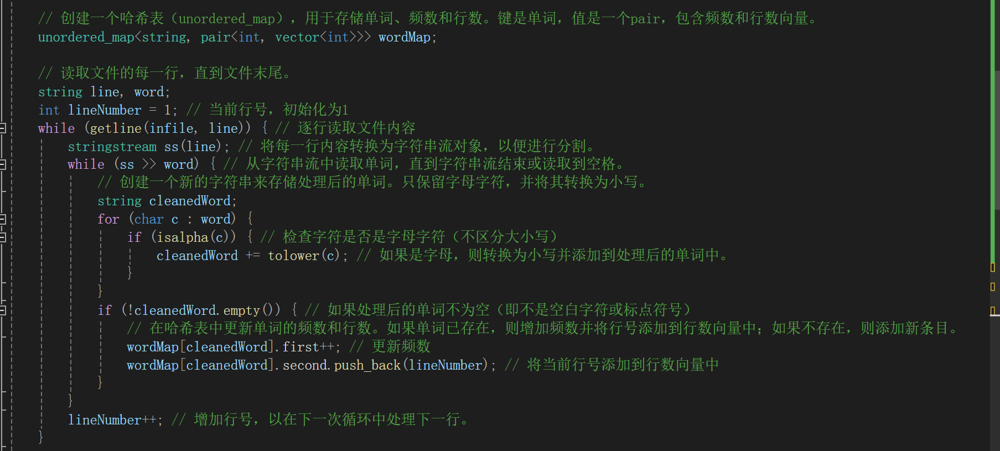 // 创建一个哈希表（unordered_map），用于存储单词、频数和行数。键是单词，值是一个pair，包含频数和行数向量。
unordered_map<string, pair<int, vector<int>>> wordMap;
// 读取文件的每一行，直到文件末尾。
string line, word;
int lineNumber = 1; // 当前行号，初始化为1
while (getline(infile, line)) { // 逐行读取文件内容
stringstream ss(line); // 将每一行内容转换为字符串流对象，以便进行分割。
while (ss >> word) { // 从字符串流中读取单词，直到字符串流结束或读取到空格。
// 创建一个新的字符串来存储处理后的单词。只保留字母字符，并将其转换为小写。
string cleanedWord;
for (char c : word) {
if (isalpha(c)) { // 检查字符是否是字母字符（不区分大小写）
cleanedWord += tolower(c); // 如果是字母，则转换为小写并添加到处理后的单词中。
}
}
if (!cleanedWord.empty()) { // 如果处理后的单词不为空（即不是空白字符或标点符号）
// 在哈希表中更新单词的频数和行数。如果单词已存在，则增加频数并将行号添加到行数向量中；如果不存在，则添加新条目。
wordMap[cleanedWord].first++; // 更新频数
wordMap[cleanedWord].second.push_back(lineNumber); // 将当前行号添加到行数向量中
}
}
lineNumber++; // 增加行号，以在下一次循环中处理下一行。
}